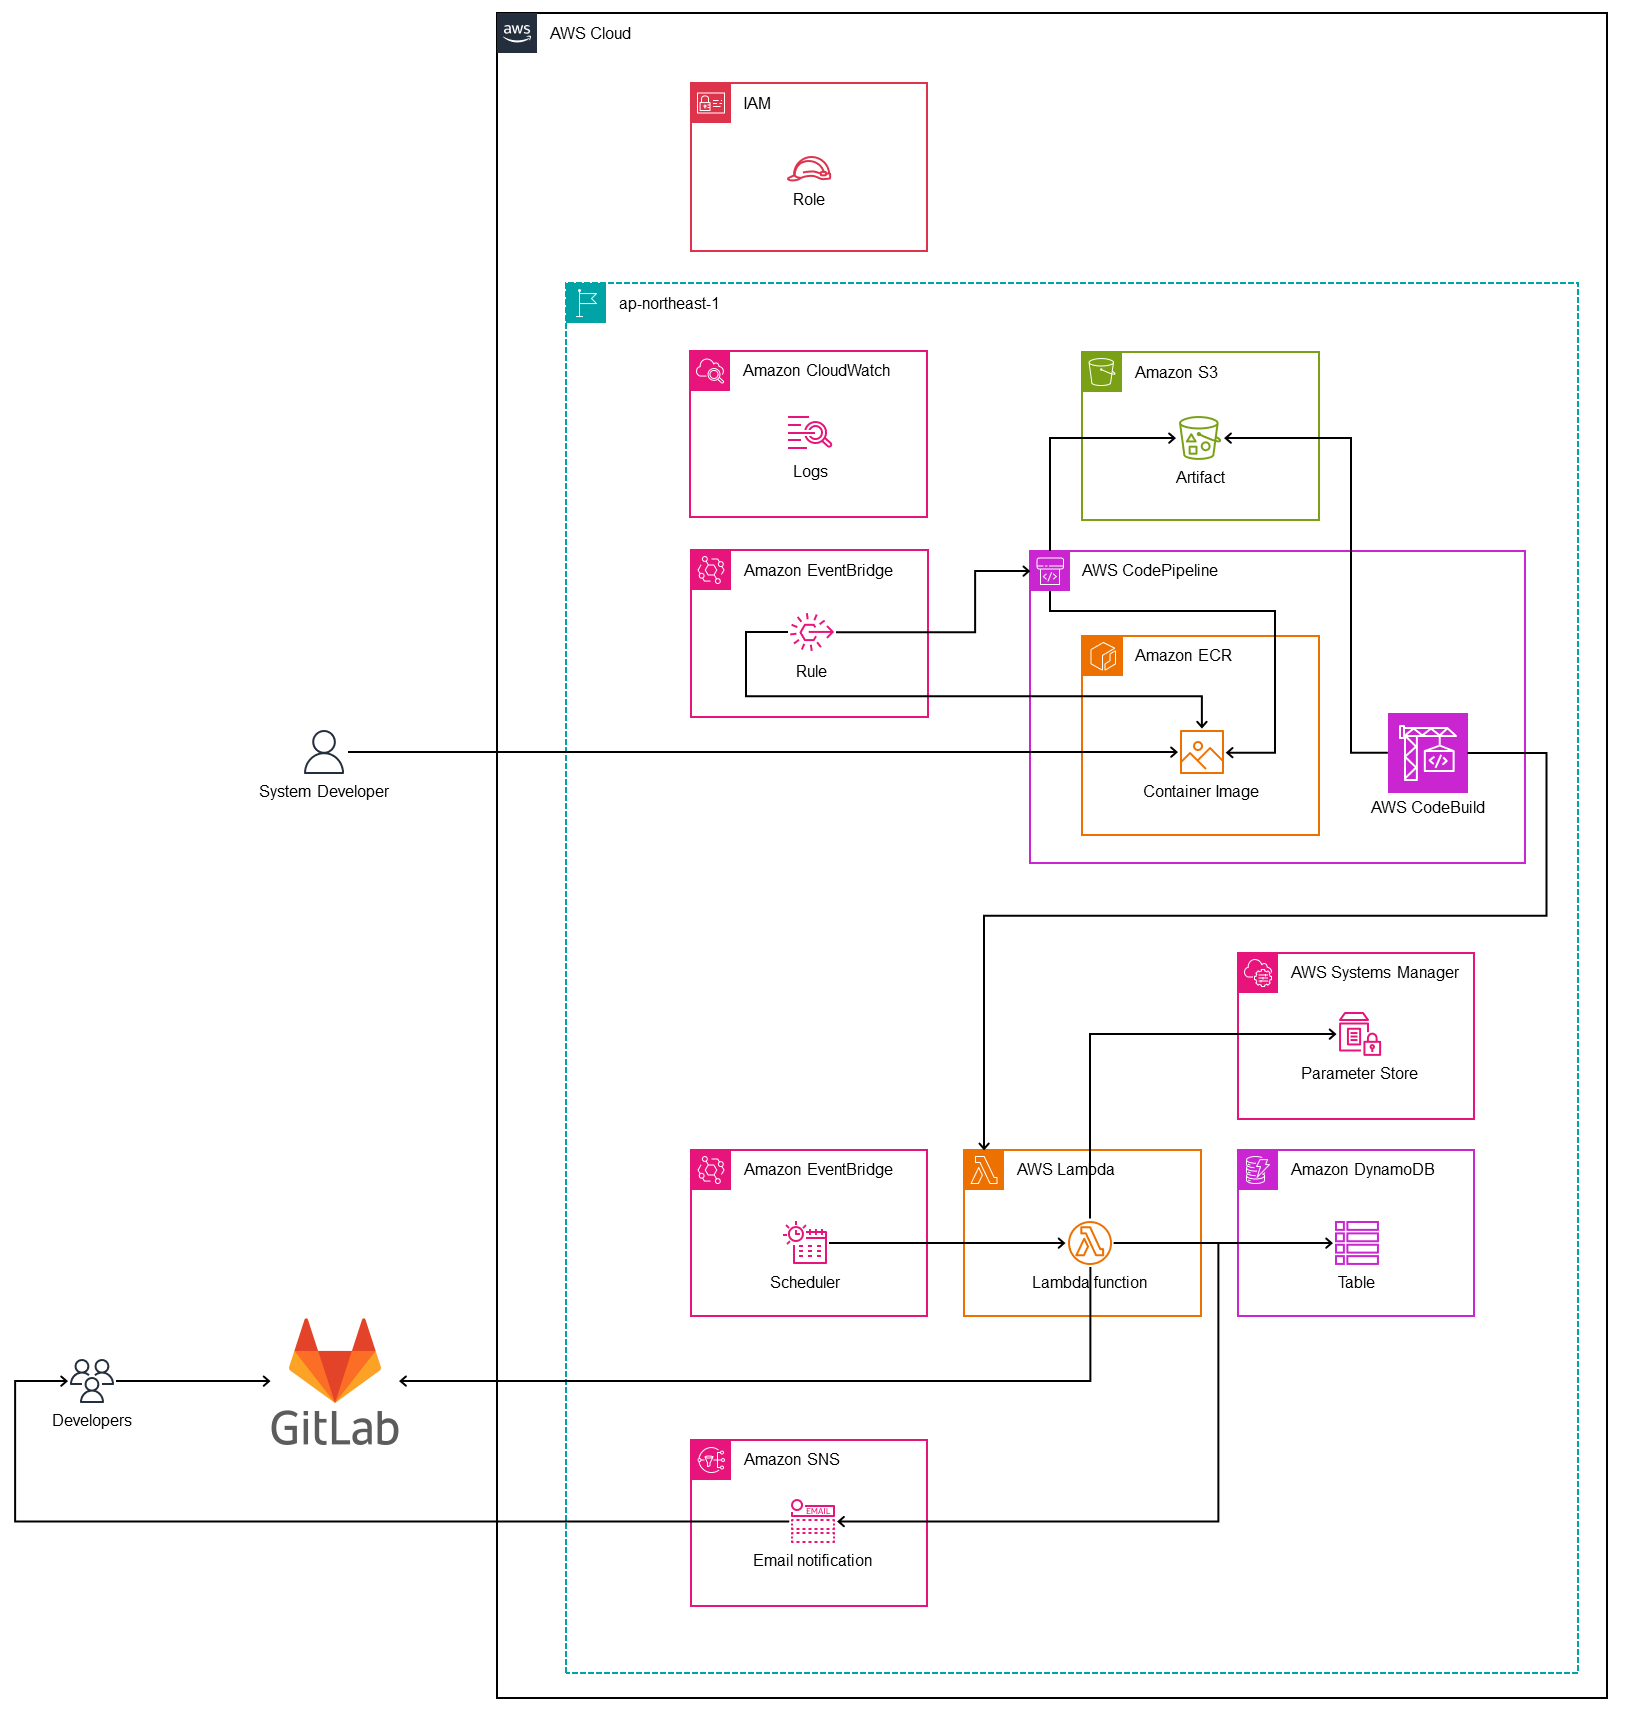 aws
AWS Cloud
IAM
Role
ap-northeast-1
Amazon CloudWatch
Logs
Amazon S3
Artifact
Amazon EventBridge
Rule
AWS CodePipeline
Amazon ECR
Container Image
AWS CodeBuild
System Developer
AWS Systems Manager
Parameter Store
Amazon EventBridge
Scheduler
AWS Lambda
Lambda function
Amazon DynamoDB
Table
Developers
GitLab
Amazon SNS
EMAIL
Email notification